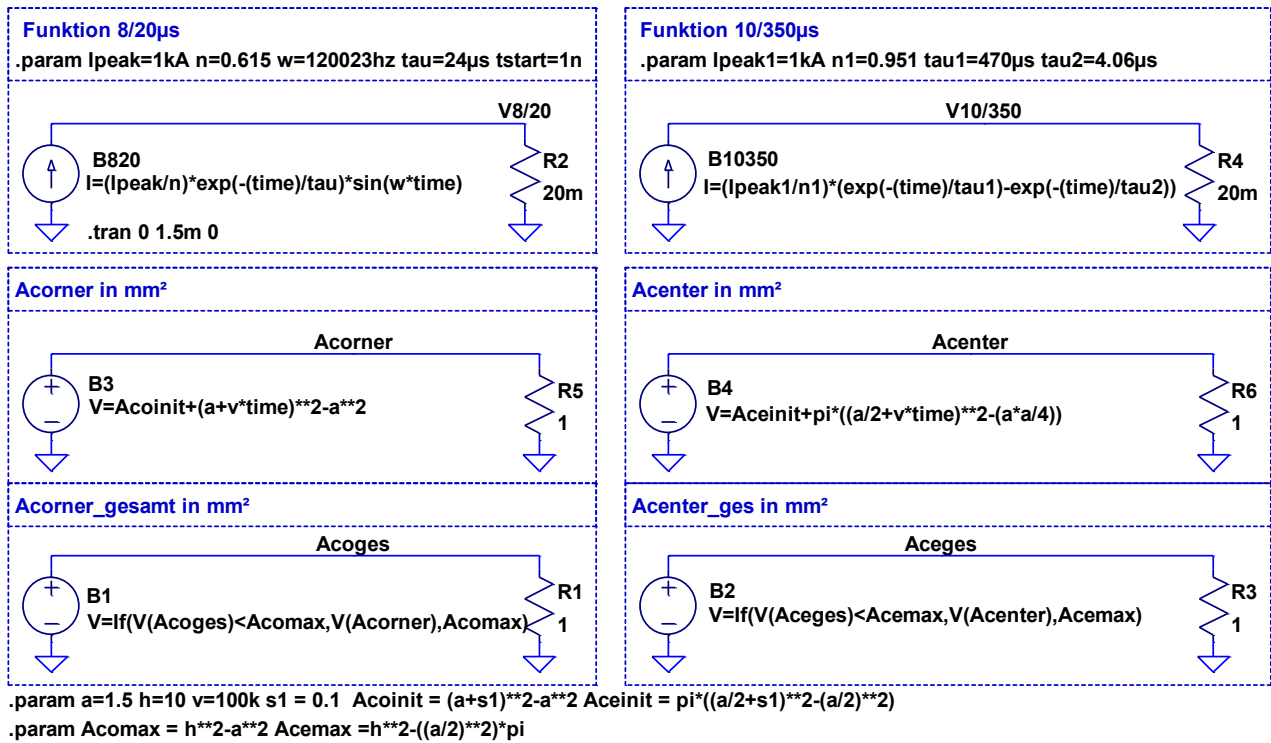 Funktion 8/20µs
.param Ipeak=1kA n=0.615 w=120023hz tau=24µs tstart=1n
V8/20
B820
I=(Ipeak/n)*exp(-(time)/tau)*sin(w*time)
R2
20m
.tran 0 1.5m 0
Funktion 10/350µs
.param Ipeak1=1kA n1=0.951 tau1=470µs tau2=4.06µs
V10/350
B10350
I=(Ipeak1/n1)*(exp(-(time)/tau1)-exp(-(time)/tau2))
R4
20m
Acorner in mm²
Acorner
B3
V=Acoinit+(a+v*time)**2-a**2
R5
1
Acenter in mm²
Acenter
B4
V=Aceinit+pi*((a/2+v*time)**2-(a*a/4))
R6
1
Acorner_gesamt in mm²
Acoges
B1
V=If(V(Acoges)<Acomax,V(Acorner),Acomax)
R1
1
Acenter_ges in mm²
Aceges
B2
V=If(V(Aceges)<Acemax,V(Acenter),Acemax)
R3
1
.param a=1.5 h=10 v=100k s1 = 0.1 Acoinit = (a+s1)**2-a**2 Aceinit = pi*((a/2+s1)**2-(a/2)**2)
.param Acomax = h**2-a**2 Acemax =h**2-((a/2)**2)*pi